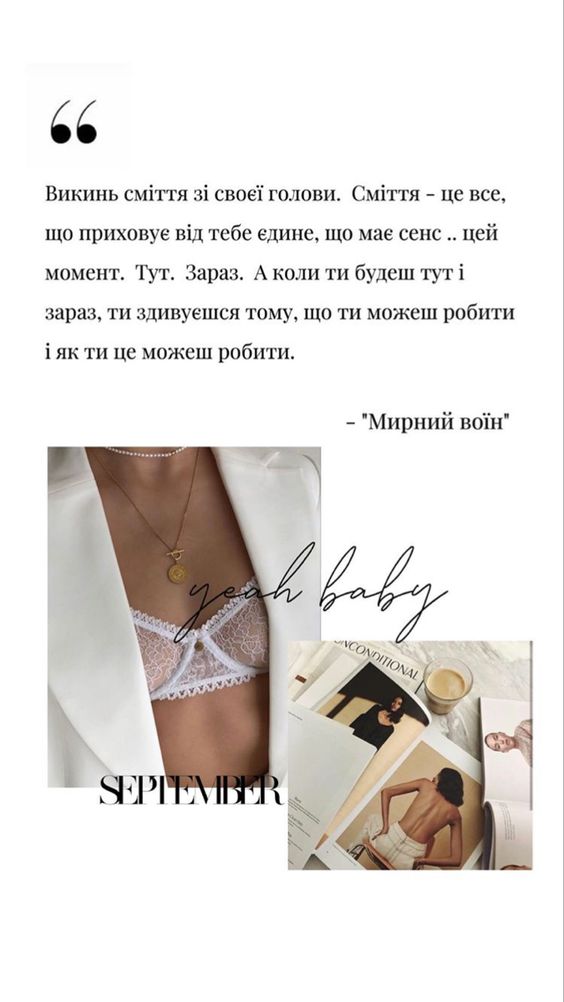 “
Викинь сміття зі своєї голови. Сміття – це все,
що приховує від тебе єдине, що має сенс .. цей
момент. Тут. Зараз. А коли ти будеш тут і
зараз, ти здивуєшся тому, що ти можеш робити
і як ти це можеш робити.
– "Мирний воїн"
yeah baby
UNCONDITIONAL
SEPTEMBER